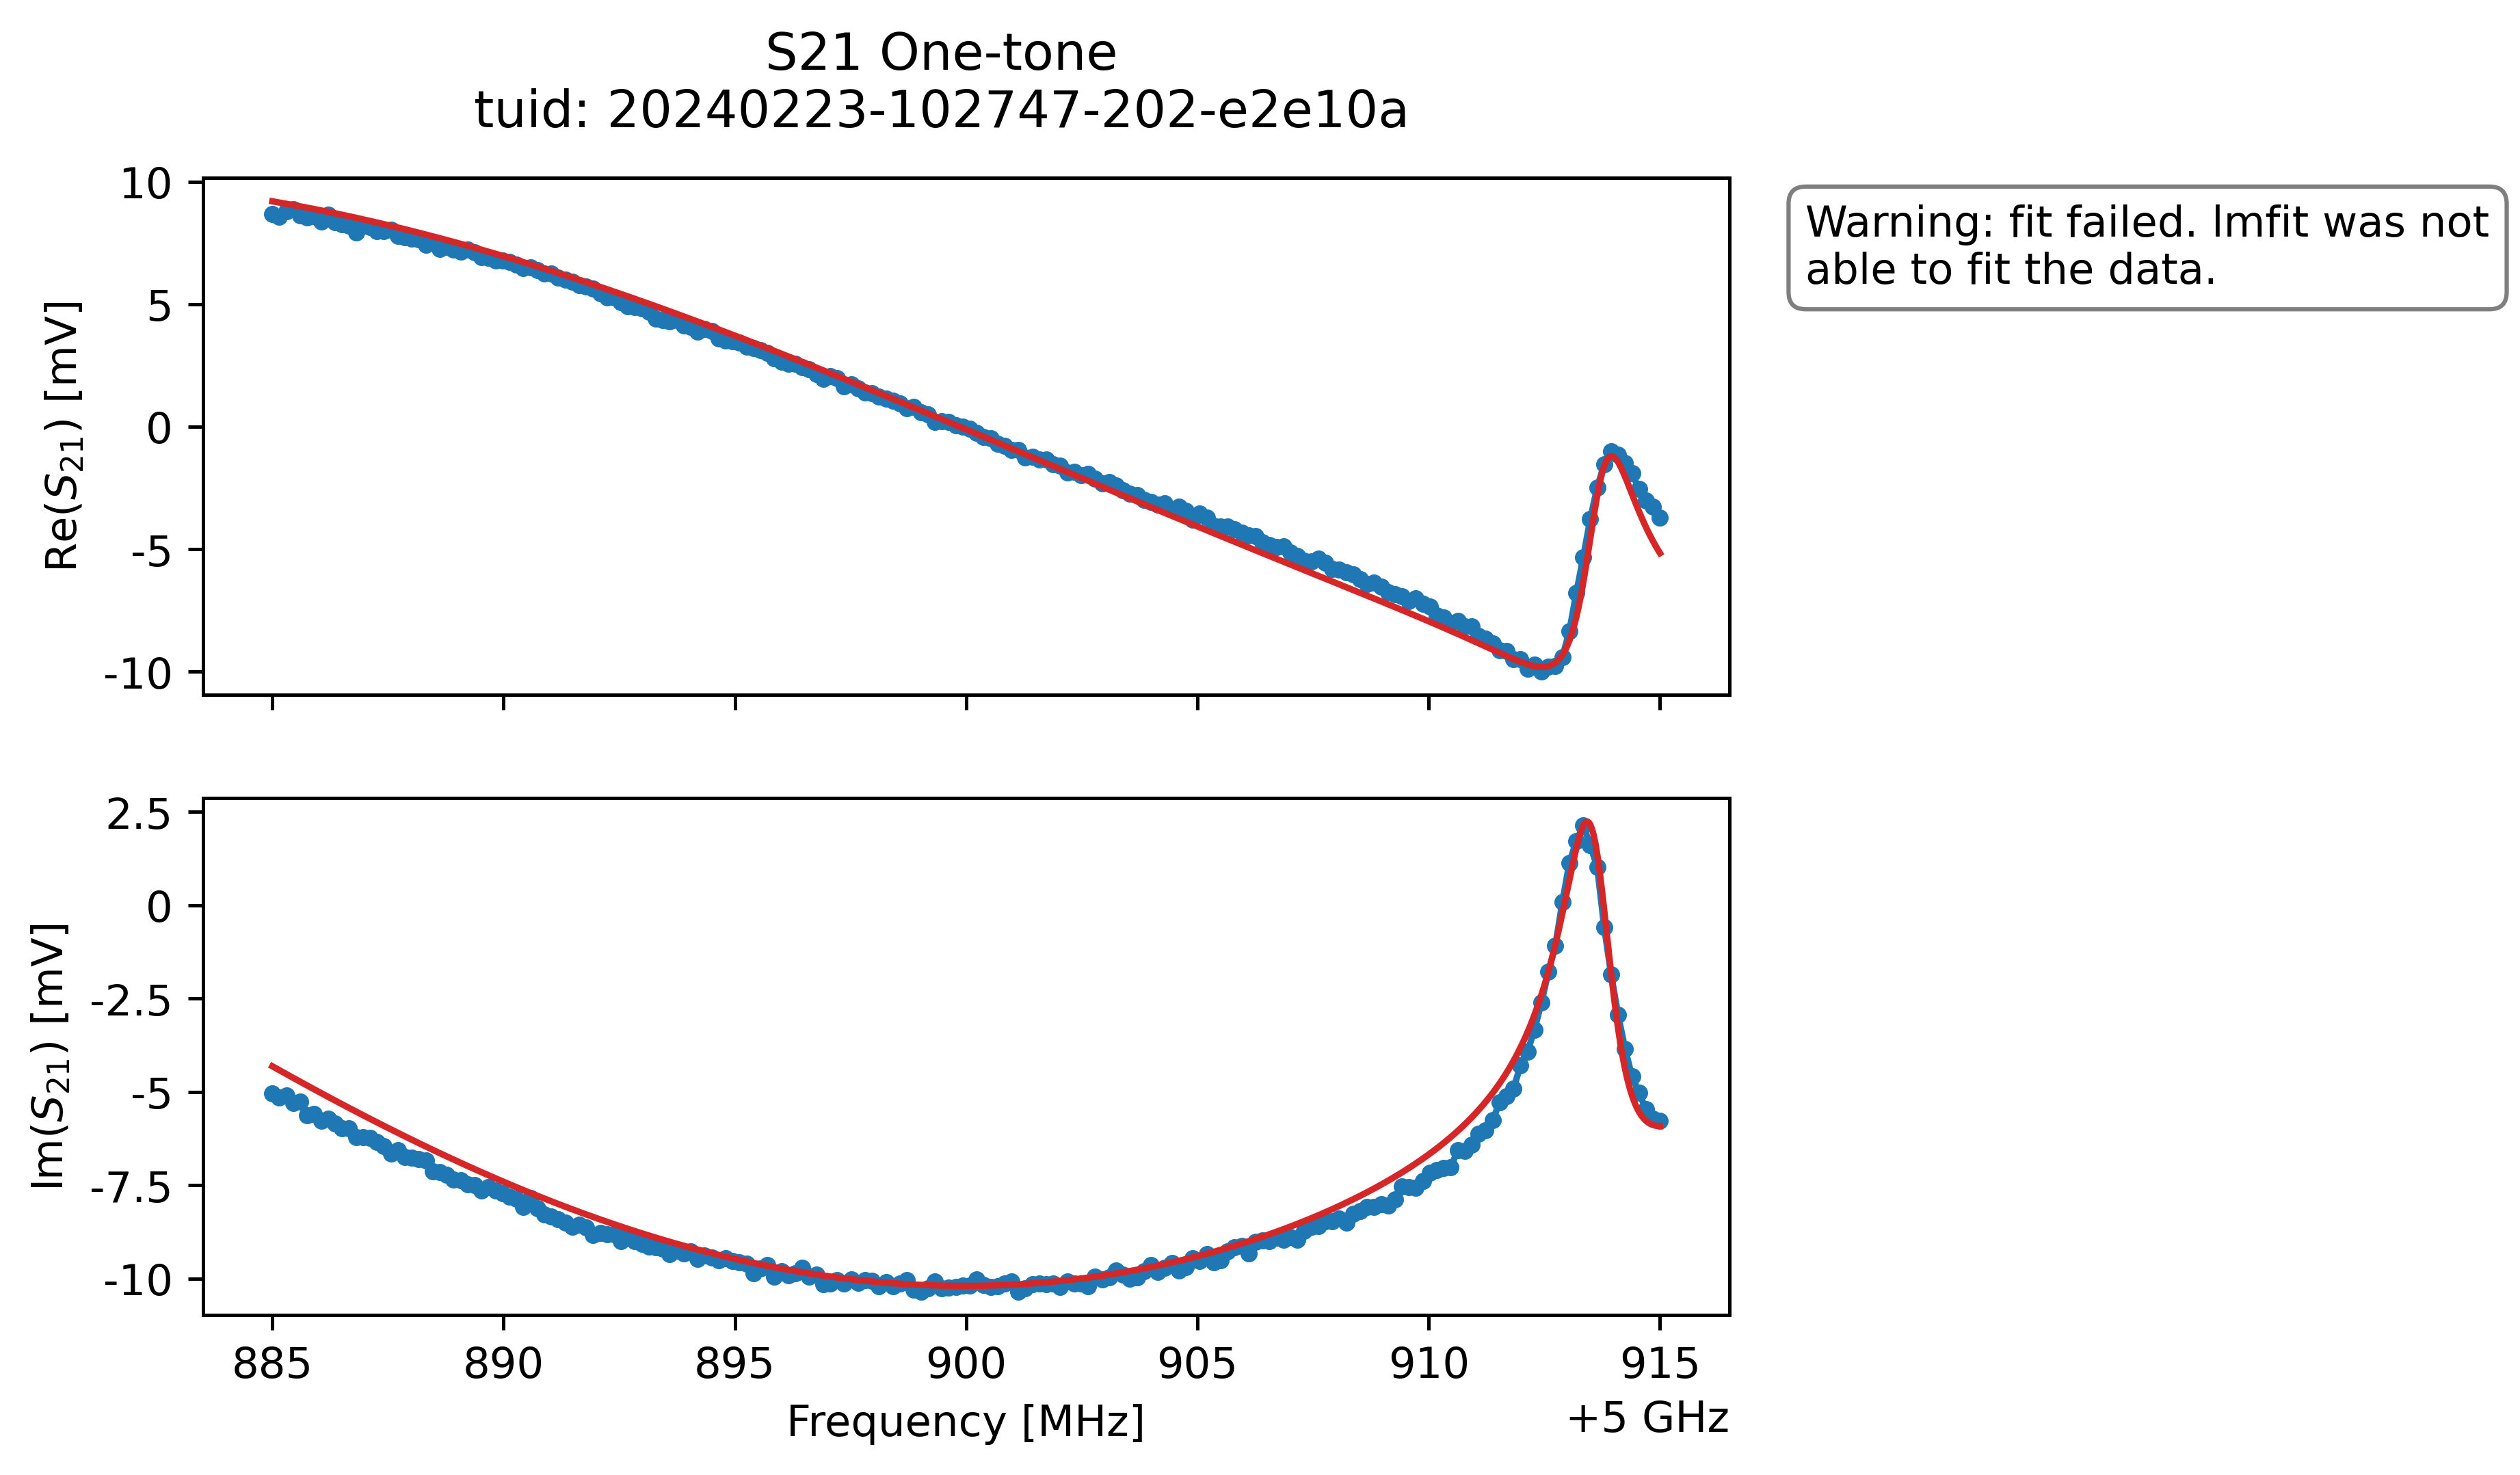 S21 One-tone
tuid: 20240223-102747-202-e2e10a
10
5
0
-5
-10
Re(S21) [mV]
Warning: fit failed. lmfit was not
able to fit the data.
2.5
0
-2.5
-5
-7.5
-10
Im(S21) [mV]
885 890 895 900 905 910 915
Frequency [MHz]
+5 GHz